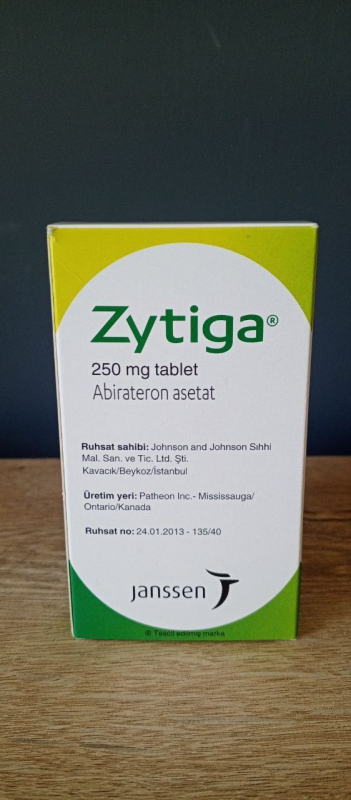 Zytiga®
250 mg tablet
Abirateron asetat
Ruhsat sahibi: Johnson and Johnson Sıhhi
Mal. San. ve Tic. Ltd. Şti.
Kavacık/Beykoz/İstanbul
Üretim yeri: Patheon Inc.- Mississauga/
Ontario/Kanada
Ruhsat no: 24.01.2013 - 135/40
janssen
® Tescil edilmiş marka